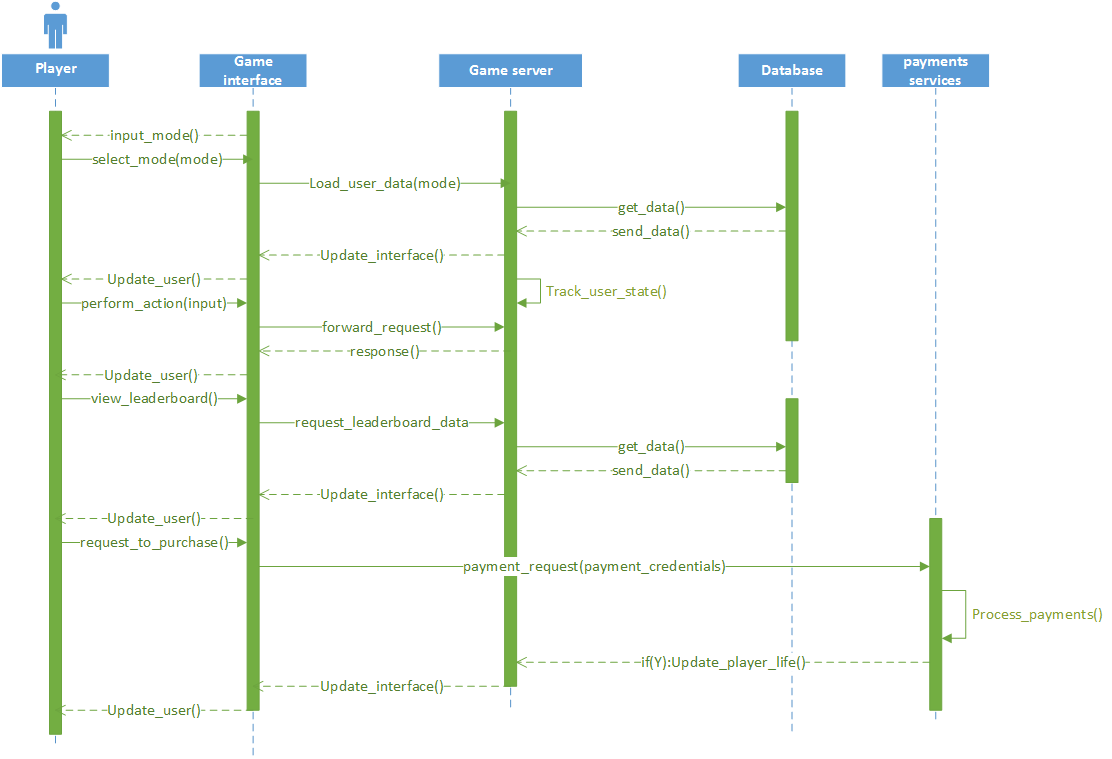 Player
Game
interface
Game server
Database
payments
services
input_mode()
select_mode(mode)
Load_user_data(mode)
get_data()
send_data()
Update_interface()
Update_user()
Track_user_state()
perform_action(input)
forward_request()
response()
Update_user()
view_leaderboard()
request_leaderboard_data
get_data()
send_data()
Update_interface()
Update_user()
request_to_purchase()
payment_request(payment_credentials)
Process_payments()
if(Y):Update_player_life()
Update_interface()
Update_user()